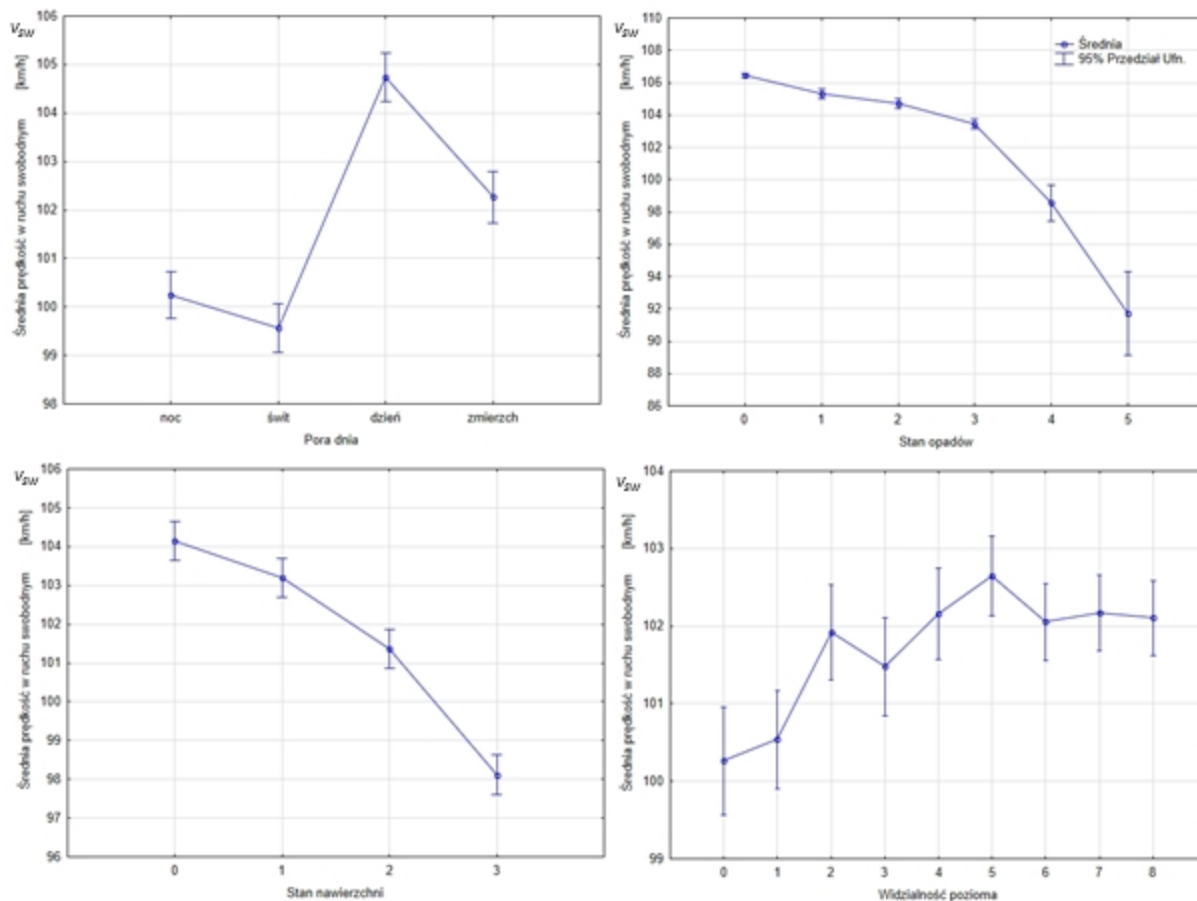 V_SW
Średnia prędkość w ruchu swobodnym [km/h]
106
105
104
103
102
101
100
99
98
noc świt dzień zmierzch
Pora dnia
V_SW
Średnia prędkość w ruchu swobodnym [km/h]
110
108
106
104
102
100
98
96
94
92
90
88
86
Średnia
95% Przedział Ufn.
0 1 2 3 4 5
Stan opadów
V_SW
Średnia prędkość w ruchu swobodnym [km/h]
106
105
104
103
102
101
100
99
98
97
96
0 1 2 3
Stan nawierzchni
V_SW
Średnia prędkość w ruchu swobodnym [km/h]
104
103
102
101
100
99
0 1 2 3 4 5 6 7 8
Widzialność pozioma